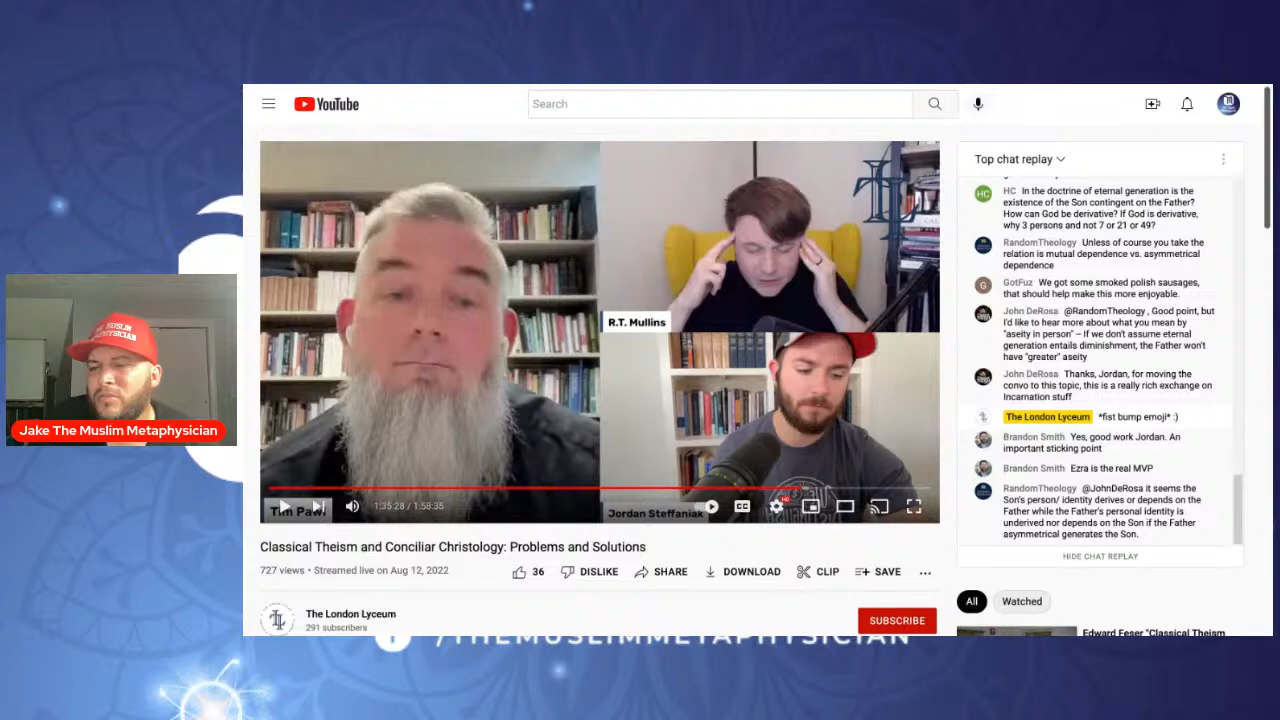 YouTube
Search
Top chat replay
HC In the doctrine of eternal generation is the
existence of the Son contingent on the Father?
How can God be derivative? If God is derivative,
why 3 persons and not 7 or 21 or 49?
RandomTheology Unless of course you take the
relation is mutual dependence vs. asymmetrical
dependence
GotFuz We got some smoked polish sausages,
that should help make this more enjoyable.
John DeRosa @RandomTheology , Good point, but
I'd like to hear more about what you mean by
"aseity in person" – If we don't assume eternal
generation entails diminishment, the Father won't
have "greater" aseity
John DeRosa Thanks, Jordan, for moving the
convo to this topic, this is a really rich exchange on
Incarnation stuff
The London Lyceum *fist bump emoji* :)
Brandon Smith Yes, good work Jordan. An
important sticking point
Brandon Smith Ezra is the real MVP
RandomTheology @JohnDeRosa it seems the
Son's person/ identity derives or depends on the
Father while the Father's personal identity is
underived nor depends on the Son if the Father
asymmetrical generates the Son.
HIDE CHAT REPLAY
R.T. Mullins
THE MUSLIM
Jake The Muslim Metaphysician
1:35:28 / 1:58:35
CC
HD
Jordan Steffaniak
Classical Theism and Conciliar Christology: Problems and Solutions
727 views • Streamed live on Aug 12, 2022
36
DISLIKE
SHARE
DOWNLOAD
CLIP
SAVE
The London Lyceum
291 subscribers
SUBSCRIBE
All
Watched
Edward Feser "Classical Theism
/THEMUSLIMMETAPHYSICIAN